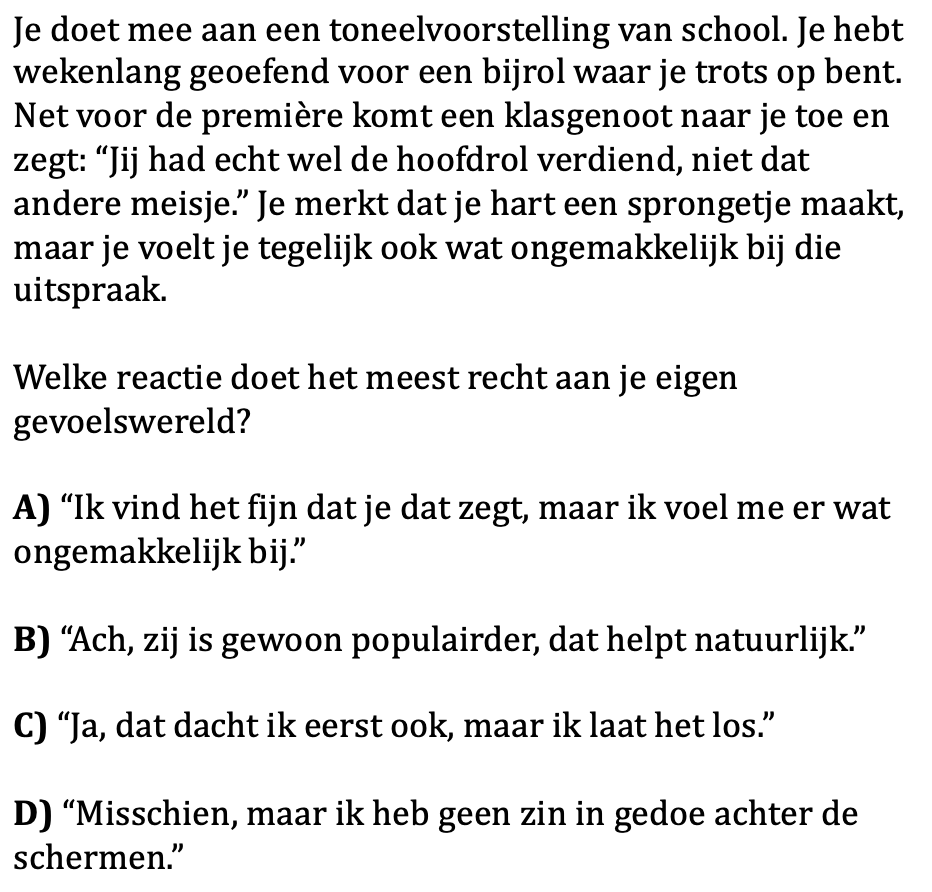 Je doet mee aan een toneelvoorstelling van school. Je hebt
wekenlang geoefend voor een bijrol waar je trots op bent.
Net voor de première komt een klasgenoot naar je toe en
zegt: “Jij had echt wel de hoofdrol verdiend, niet dat
andere meisje.” Je merkt dat je hart een sprongetje maakt,
maar je voelt je tegelijk ook wat ongemakkelijk bij die
uitspraak.
Welke reactie doet het meest recht aan je eigen
gevoelswereld?
A) “Ik vind het fijn dat je dat zegt, maar ik voel me er wat
ongemakkelijk bij.”
B) “Ach, zij is gewoon populairder, dat helpt natuurlijk.”
C) “Ja, dat dacht ik eerst ook, maar ik laat het los.”
D) “Misschien, maar ik heb geen zin in gedoe achter de
schermen.”